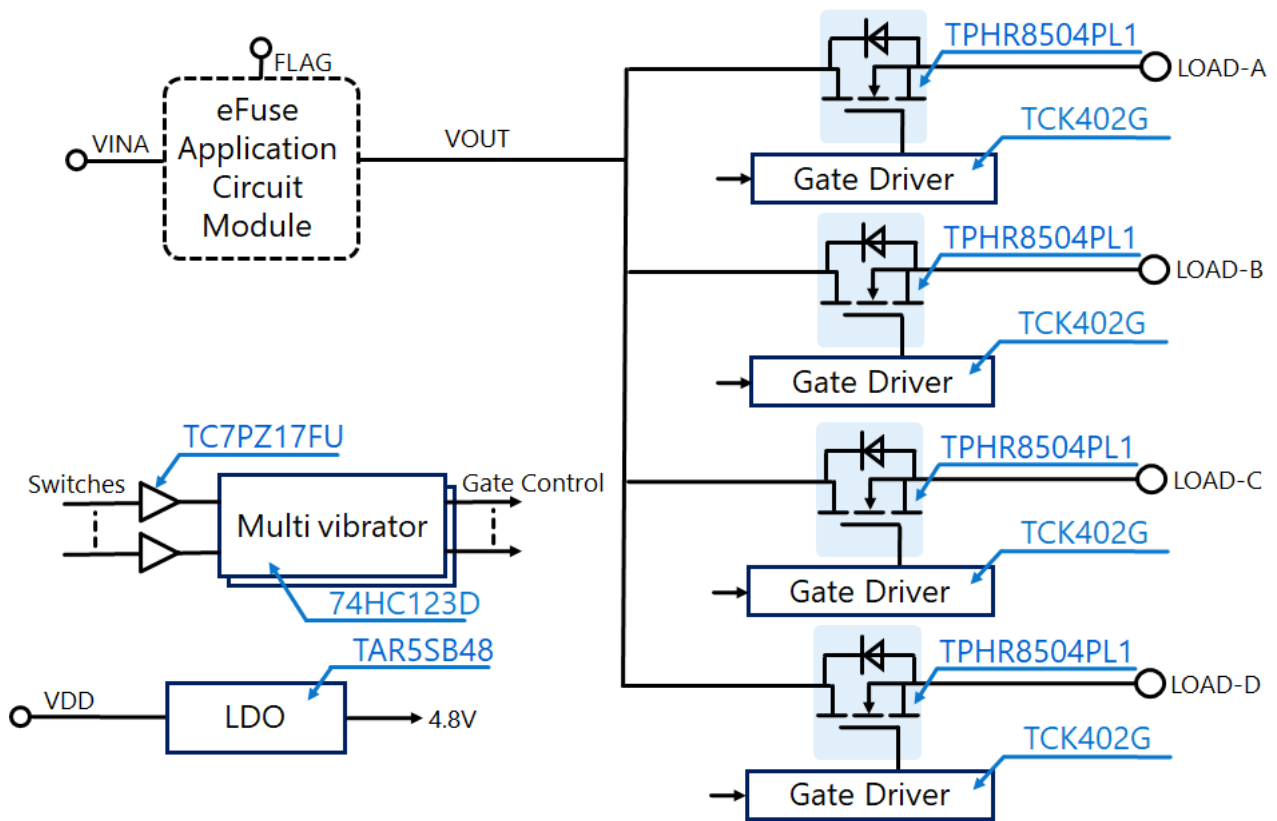 FLAG
eFuse
Application
Circuit
Module
VINA
VOUT
TPHR8504PL1
LOAD-A
TCK402G
Gate Driver
TPHR8504PL1
LOAD-B
TCK402G
Gate Driver
TC7PZ17FU
Switches
Multi vibrator
Gate Control
74HC123D
TPHR8504PL1
LOAD-C
TCK402G
Gate Driver
TAR5SB48
VDD
LDO
4.8V
TPHR8504PL1
LOAD-D
TCK402G
Gate Driver